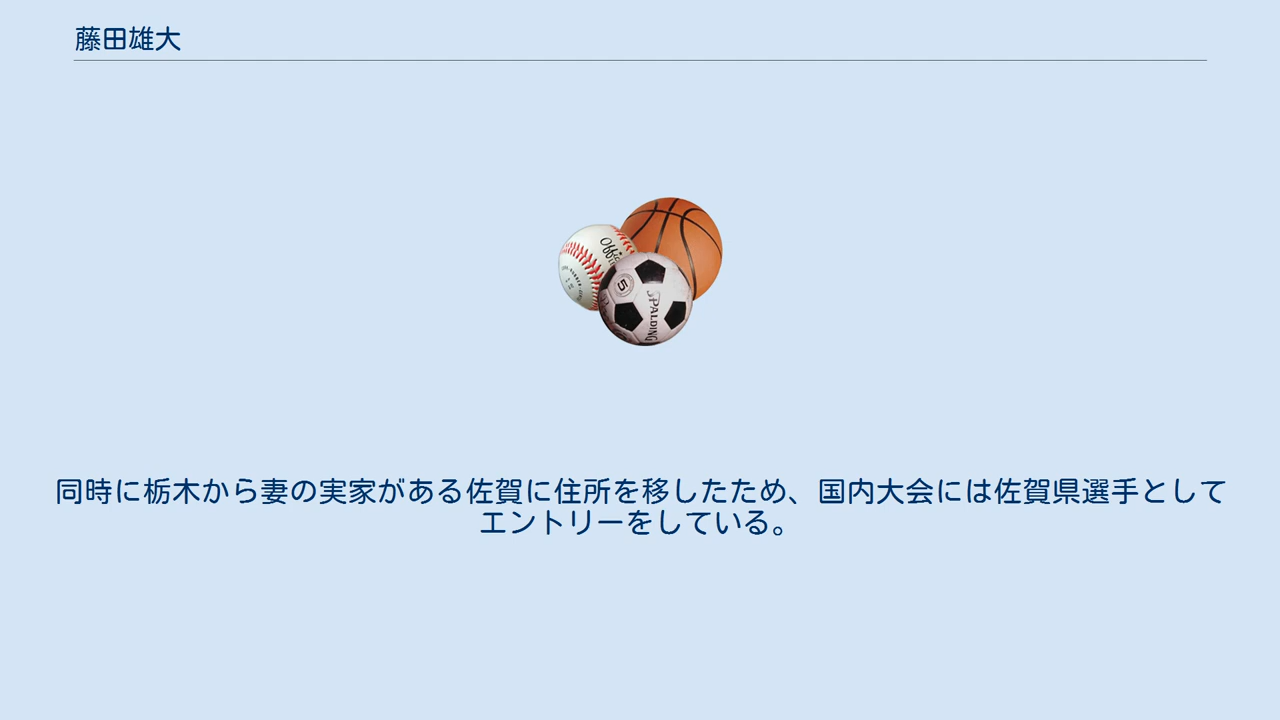 藤田雄大
SPALDING
5
同時に栃木から妻の実家がある佐賀に住所を移したため、国内大会には佐賀県選手として
エントリーをしている。